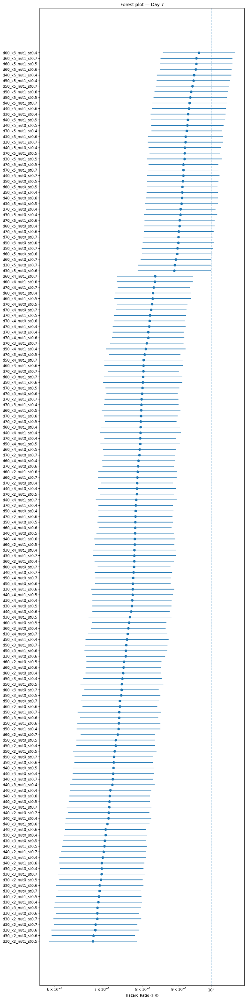 Forest plot — Day 7
d60_k5_nut1_st0.4
d60_k5_nut1_st0.7
d60_k5_nut1_st0.5
d60_k5_nut1_st0.6
d40_k5_nut1_st0.4
d50_k5_nut1_st0.4
d50_k5_nut1_st0.7
d50_k5_nut1_st0.6
d50_k5_nut1_st0.5
d40_k5_nut1_st0.7
d40_k5_nut1_st0.6
d30_k5_nut1_st0.4
d40_k5_nut1_st0.5
d40_k5_nut0_st0.5
d70_k5_nut1_st0.4
d30_k5_nut1_st0.6
d30_k5_nut1_st0.7
d40_k5_nut0_st0.4
d70_k5_nut1_st0.5
d30_k5_nut1_st0.5
d70_k5_nut0_st0.5
d70_k5_nut1_st0.7
d40_k5_nut0_st0.7
d50_k5_nut0_st0.5
d60_k5_nut0_st0.5
d50_k5_nut0_st0.4
d40_k5_nut0_st0.6
d30_k5_nut0_st0.5
d70_k5_nut0_st0.4
d30_k5_nut0_st0.4
d70_k5_nut1_st0.6
d60_k5_nut0_st0.4
d70_k5_nut0_st0.6
d70_k5_nut0_st0.7
d50_k5_nut0_st0.6
d50_k5_nut0_st0.7
d60_k5_nut0_st0.6
d60_k5_nut0_st0.7
d30_k5_nut0_st0.7
d30_k5_nut0_st0.6
d60_k4_nut1_st0.7
d60_k4_nut1_st0.6
d70_k4_nut1_st0.7
d60_k4_nut1_st0.4
d60_k4_nut1_st0.5
d70_k4_nut0_st0.5
d70_k4_nut0_st0.7
d70_k4_nut1_st0.5
d70_k4_nut0_st0.6
d70_k4_nut1_st0.4
d70_k4_nut0_st0.4
d70_k4_nut1_st0.6
d70_k3_nut1_st0.7
d50_k4_nut1_st0.4
d70_k3_nut0_st0.5
d50_k4_nut1_st0.7
d60_k3_nut1_st0.6
d70_k3_nut0_st0.7
d60_k3_nut1_st0.7
d50_k4_nut1_st0.6
d70_k3_nut1_st0.5
d70_k3_nut0_st0.6
d70_k2_nut1_st0.7
d70_k3_nut1_st0.4
d60_k3_nut1_st0.5
d70_k3_nut1_st0.6
d70_k2_nut0_st0.5
d60_k3_nut1_st0.4
d40_k4_nut1_st0.4
d70_k3_nut0_st0.4
d50_k4_nut1_st0.5
d60_k4_nut0_st0.5
d70_k2_nut0_st0.7
d60_k4_nut0_st0.4
d70_k2_nut0_st0.6
d60_k2_nut1_st0.6
d60_k2_nut1_st0.7
d70_k2_nut0_st0.4
d40_k4_nut0_st0.4
d70_k2_nut1_st0.5
d40_k4_nut1_st0.7
d70_k2_nut1_st0.4
d50_k4_nut0_st0.4
d70_k2_nut1_st0.6
d50_k4_nut0_st0.5
d60_k4_nut0_st0.6
d40_k4_nut0_st0.5
d40_k4_nut1_st0.6
d60_k2_nut1_st0.5
d30_k4_nut1_st0.4
d30_k4_nut1_st0.7
d60_k2_nut1_st0.4
d60_k4_nut0_st0.7
d40_k4_nut0_st0.7
d50_k4_nut0_st0.7
d50_k4_nut0_st0.6
d30_k4_nut1_st0.6
d40_k4_nut1_st0.5
d30_k4_nut0_st0.4
d30_k4_nut0_st0.5
d40_k4_nut0_st0.6
d30_k4_nut1_st0.5
d60_k3_nut0_st0.5
d60_k3_nut0_st0.4
d30_k4_nut0_st0.7
d50_k3_nut1_st0.4
d50_k3_nut1_st0.7
d50_k3_nut1_st0.6
d30_k4_nut0_st0.6
d60_k2_nut0_st0.5
d60_k3_nut0_st0.6
d60_k2_nut0_st0.4
d50_k3_nut0_st0.4
d50_k3_nut1_st0.5
d60_k3_nut0_st0.7
d50_k3_nut0_st0.5
d50_k3_nut0_st0.7
d60_k2_nut0_st0.6
d50_k2_nut1_st0.7
d50_k3_nut0_st0.6
d50_k2_nut1_st0.6
d50_k2_nut1_st0.4
d60_k2_nut0_st0.7
d50_k2_nut0_st0.5
d50_k2_nut0_st0.4
d50_k2_nut1_st0.5
d50_k2_nut0_st0.7
d50_k2_nut0_st0.6
d40_k3_nut0_st0.5
d40_k3_nut0_st0.4
d40_k3_nut0_st0.7
d40_k3_nut1_st0.4
d40_k2_nut0_st0.4
d40_k3_nut0_st0.6
d40_k2_nut0_st0.5
d40_k3_nut1_st0.7
d40_k2_nut0_st0.7
d40_k2_nut1_st0.4
d40_k3_nut1_st0.6
d40_k2_nut0_st0.6
d30_k3_nut0_st0.4
d30_k3_nut0_st0.5
d40_k3_nut1_st0.5
d40_k2_nut1_st0.7
d30_k3_nut1_st0.4
d40_k2_nut1_st0.6
d30_k2_nut0_st0.4
d30_k3_nut1_st0.7
d30_k2_nut0_st0.5
d30_k3_nut1_st0.6
d30_k3_nut0_st0.7
d40_k2_nut1_st0.5
d30_k2_nut1_st0.4
d30_k3_nut1_st0.5
d30_k3_nut0_st0.6
d30_k2_nut1_st0.7
d30_k2_nut0_st0.7
d30_k2_nut1_st0.6
d30_k2_nut0_st0.6
d30_k2_nut1_st0.5
6 × 10⁻¹ 7 × 10⁻¹ 8 × 10⁻¹ 9 × 10⁻¹ 10⁰
Hazard Ratio (HR)